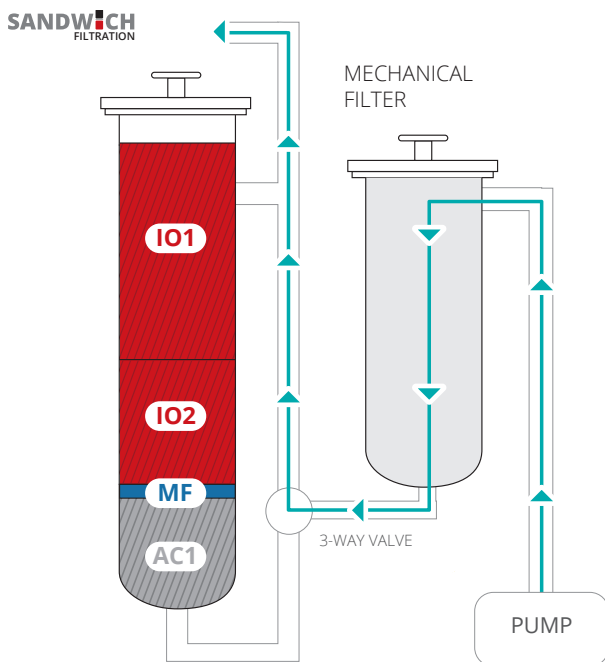 SANDWICH
FILTRATION
MECHANICAL
FILTER
IO1
IO2
MF
AC1
3-WAY VALVE
PUMP